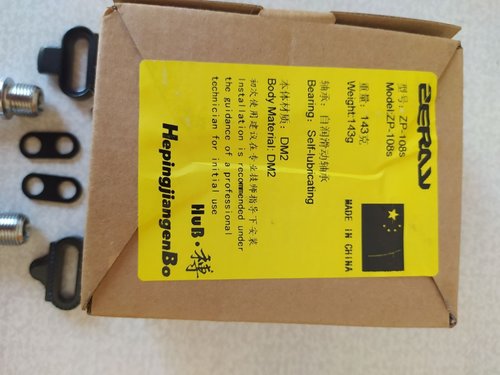 ZERAY
型号：ZP-108s
Model:ZP-108s
重量：143克
Weight:143g
轴承：自润滑动轴承
Bearing：Self-lubricating
本体材质：DM2
Body Material: DM2
初次使用建议在专业技师指导下安装
Installation is recommended under
the guidance of a professional
technician for initial use
MADE IN CHINA
HuB·博
HepingjiangenBo